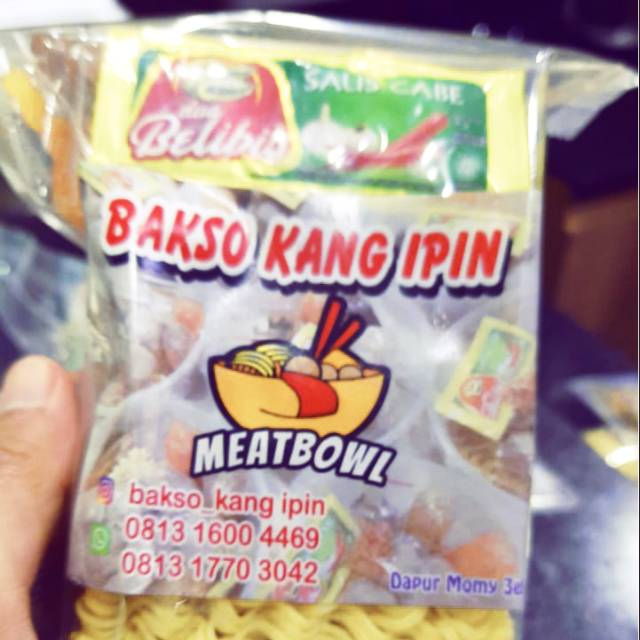 Belibis
SAUS CABE
BAKSO KANG IPIN
MEATBOWL
bakso_kang ipin
0813 1600 4469
0813 1770 3042
Dapur Momy